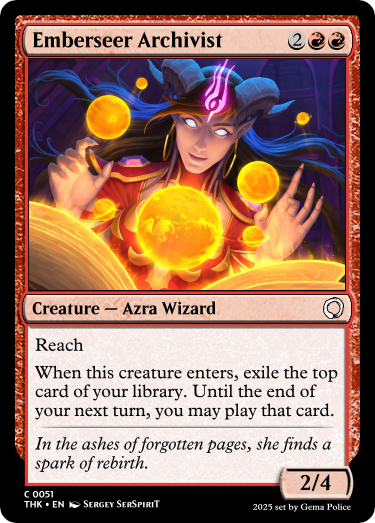 Emberseer Archivist 2
Creature — Azra Wizard
Reach
When this creature enters, exile the top
card of your library. Until the end of
your next turn, you may play that card.
In the ashes of forgotten pages, she finds a
spark of rebirth.
2/4
C 0051
THK • EN Sergey SerSpiriT
2025 set by Gema Police